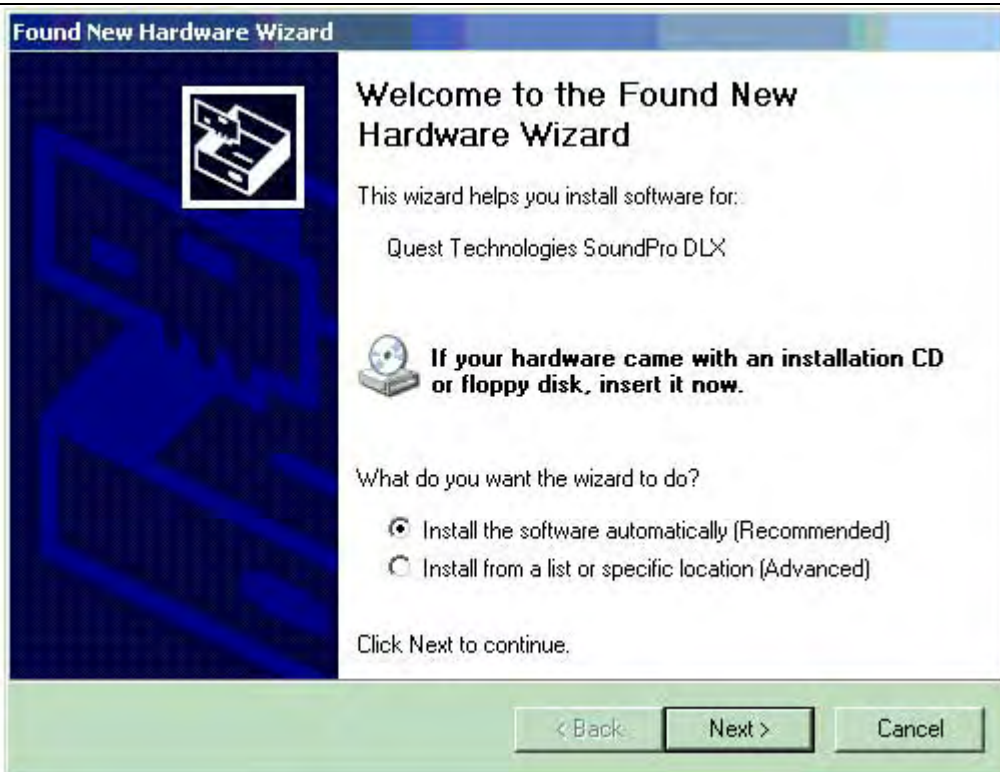 Found New Hardware Wizard
Welcome to the Found New
Hardware Wizard
This wizard helps you install software for:
Quest Technologies SoundPro DLX
If your hardware came with an installation CD
or floppy disk, insert it now.
What do you want the wizard to do?
Install the software automatically (Recommended)
Install from a list or specific location (Advanced)
Click Next to continue.
< Back Next > Cancel